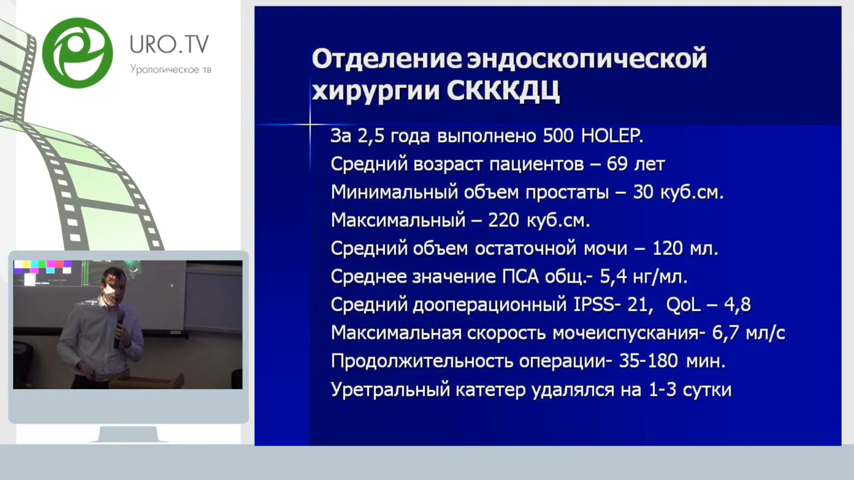 URO.TV
Урологическое тв
Отделение эндоскопической
хирургии СКККДЦ
За 2,5 года выполнено 500 HOLEP.
Средний возраст пациентов – 69 лет
Минимальный объем простаты – 30 куб.см.
Максимальный – 220 куб.см.
Средний объем остаточной мочи – 120 мл.
Среднее значение ПСА общ.- 5,4 нг/мл.
Средний дооперационный IPSS- 21, QoL – 4,8
Максимальная скорость мочеиспускания- 6,7 мл/с
Продолжительность операции- 35-180 мин.
Уретральный катетер удалялся на 1-3 сутки